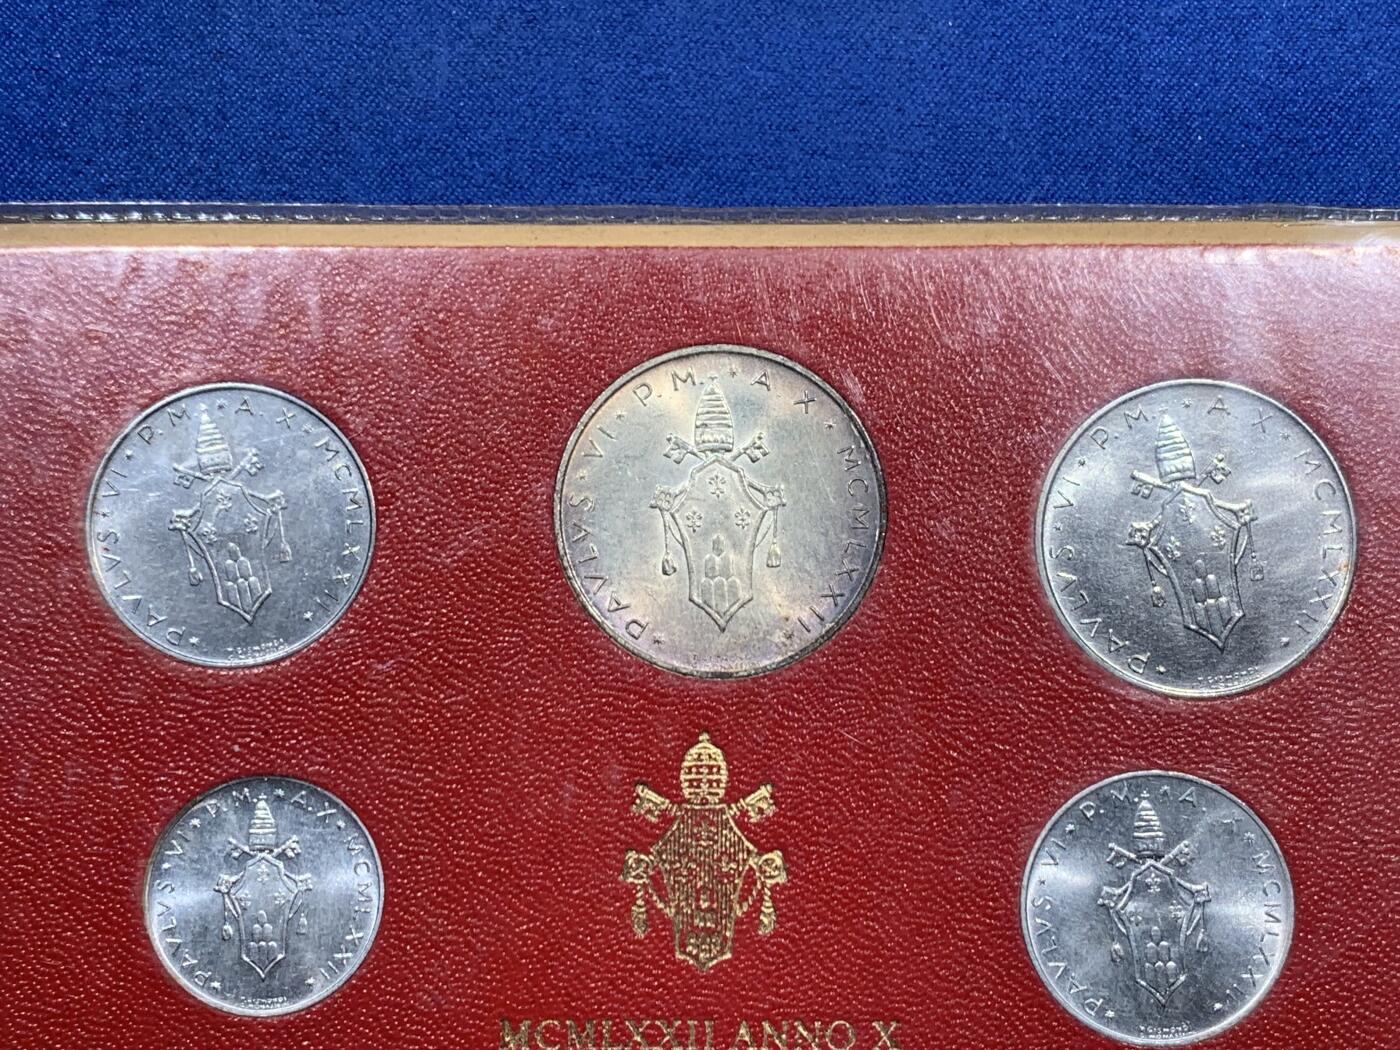 PAVLVS · VI · P.M. * A. X * MCMLXXII
PAVLVS · VI · P.M. * A X * MCMLXXII
PAVLVS · VI * P.M. * A X * MCMLXXII
PAVLVS · VI * P.M. * A X * MCMLXXII
PAVLVS · VI * P.M. * A X * MCMLXXII
MCMLXXII ANNO X